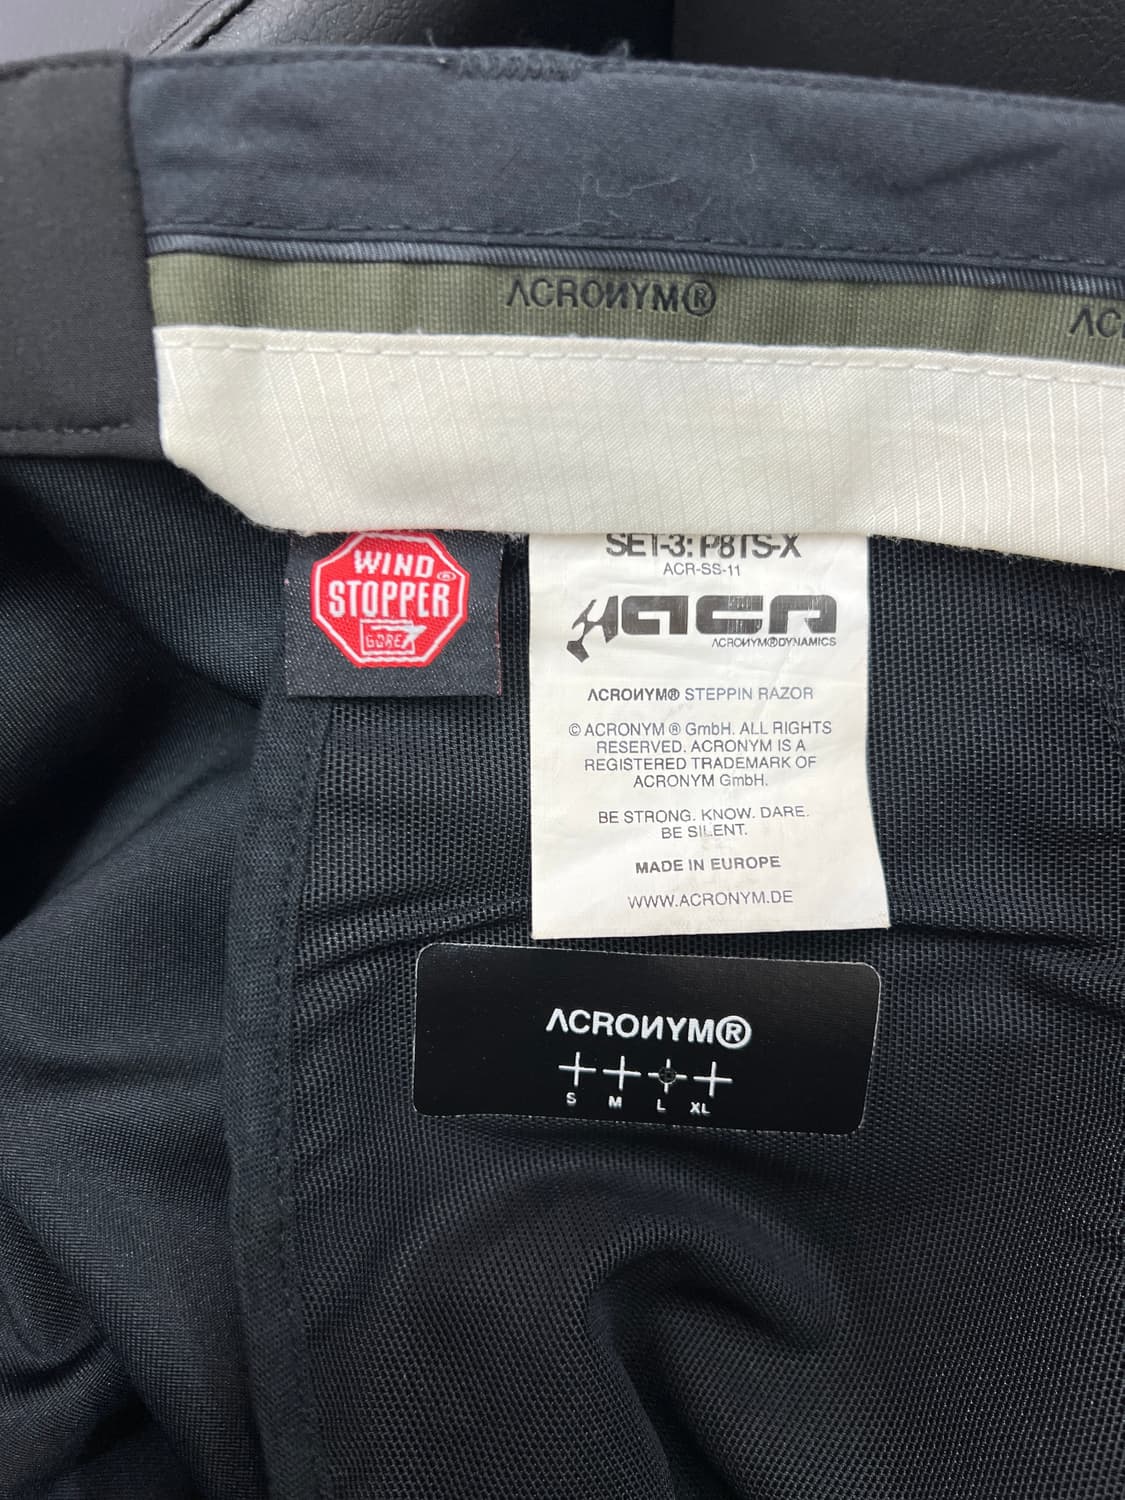 ACRONYM®
AC
WIND
STOPPER®
GORE
SET-3: P8TS-X
ACR-SS-11
ACR
ACRONYM®DYNAMICS
ACRONYM® STEPPIN RAZOR
© ACRONYM ® GmbH. ALL RIGHTS
RESERVED. ACRONYM IS A
REGISTERED TRADEMARK OF
ACRONYM GmbH.
BE STRONG. KNOW. DARE.
BE SILENT.
MADE IN EUROPE
WWW.ACRONYM.DE
ACRONYM®
S M L XL